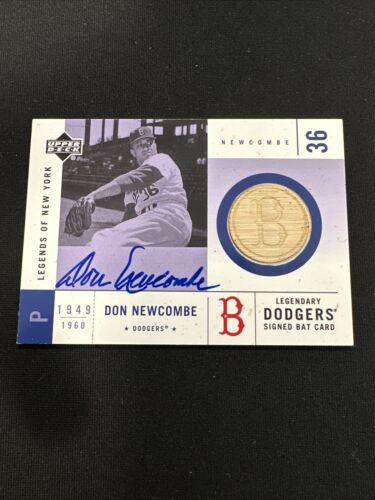 UPPER
DECK
LEGENDS OF NEW YORK
NEWCOMBE
36
B
36
Don Newcombe
P
1949
1960
DON NEWCOMBE
★ DODGERS® ★
B
LEGENDARY
DODGERS®
SIGNED BAT CARD